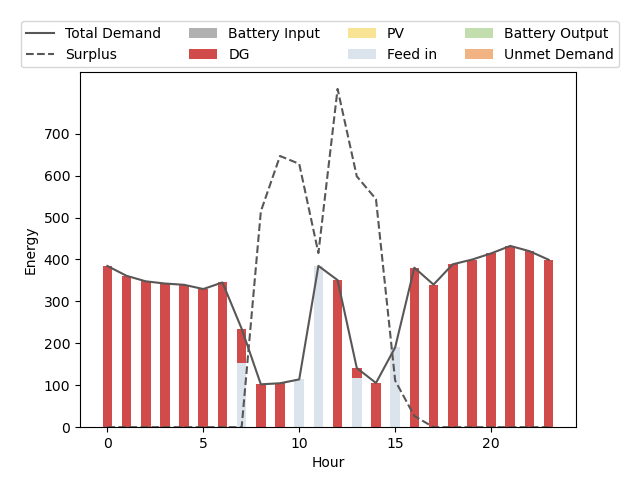 Total Demand
Battery Input
PV
Battery Output
Surplus
DG
Feed in
Unmet Demand
700
600
500
400
300
200
100
0
Energy
0
5
10
15
20
Hour